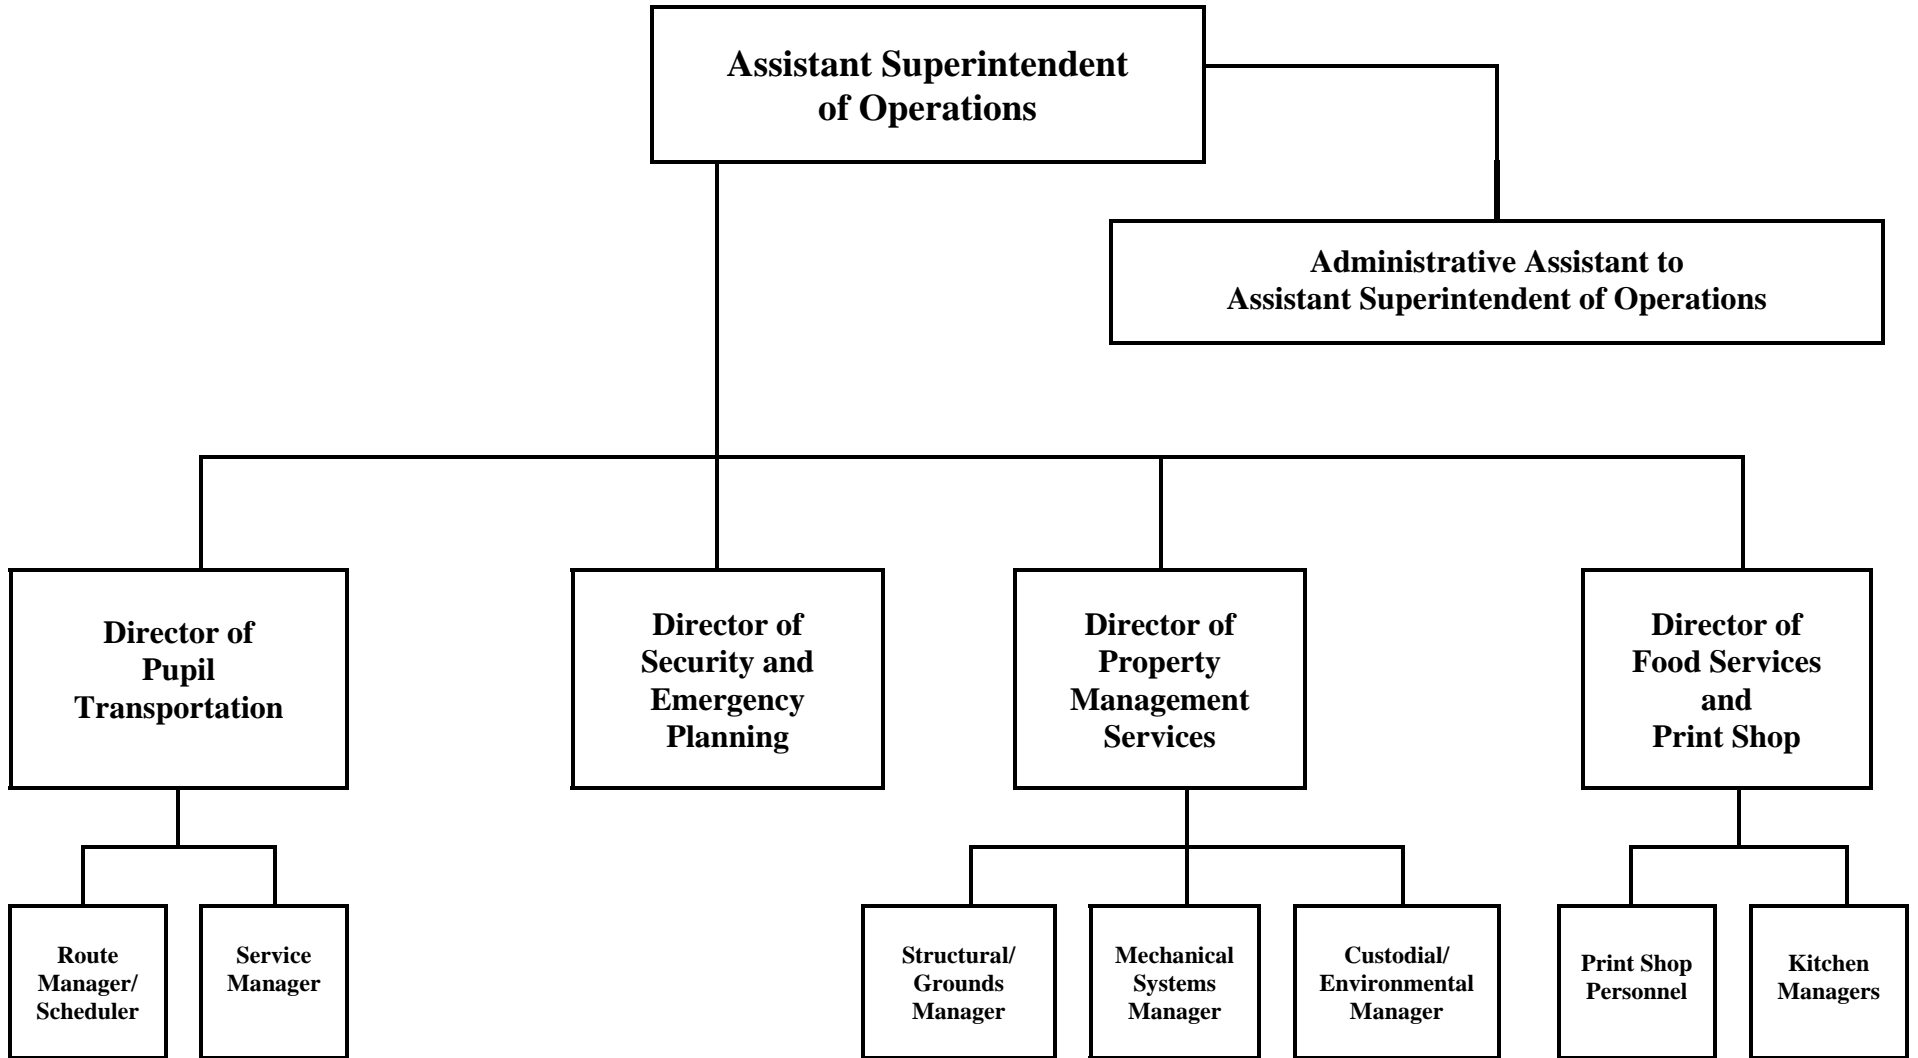 Assistant Superintendent
of Operations
Administrative Assistant to
Assistant Superintendent of Operations
Director of
Pupil
Transportation
Director of
Security and
Emergency
Planning
Director of
Property
Management
Services
Director of
Food Services
and
Print Shop
Route
Manager/
Scheduler
Service
Manager
Structural/
Grounds
Manager
Mechanical
Systems
Manager
Custodial/
Environmental
Manager
Print Shop
Personnel
Kitchen
Managers